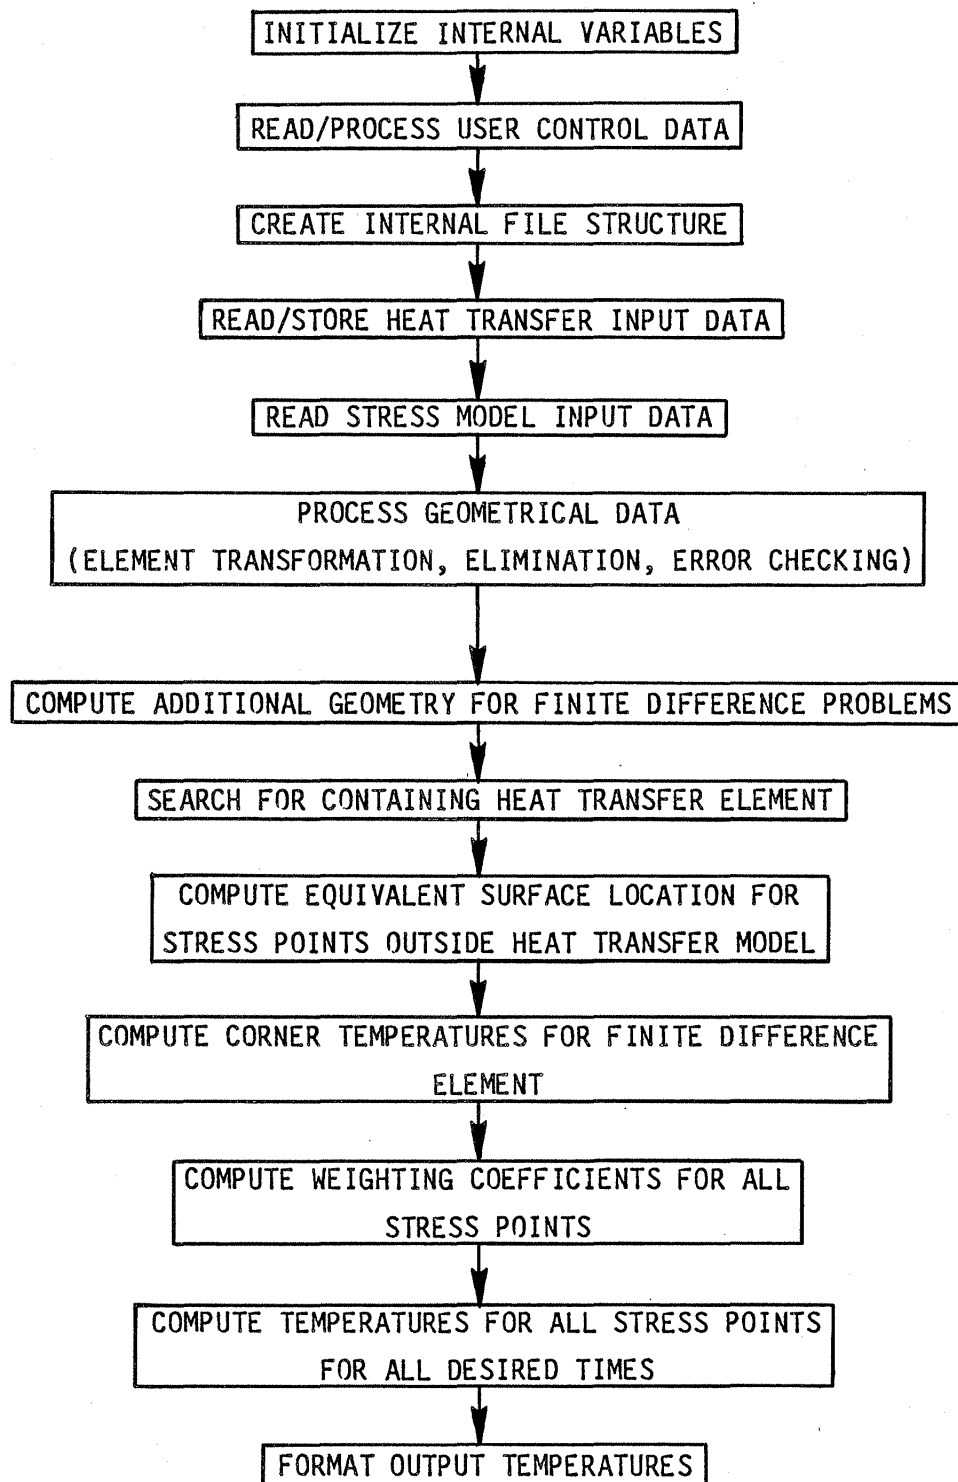 INITIALIZE INTERNAL VARIABLES
READ/PROCESS USER CONTROL DATA
CREATE INTERNAL FILE STRUCTURE
READ/STORE HEAT TRANSFER INPUT DATA
READ STRESS MODEL INPUT DATA
PROCESS GEOMETRICAL DATA
(ELEMENT TRANSFORMATION, ELIMINATION, ERROR CHECKING)
COMPUTE ADDITIONAL GEOMETRY FOR FINITE DIFFERENCE PROBLEMS
SEARCH FOR CONTAINING HEAT TRANSFER ELEMENT
COMPUTE EQUIVALENT SURFACE LOCATION FOR
STRESS POINTS OUTSIDE HEAT TRANSFER MODEL
COMPUTE CORNER TEMPERATURES FOR FINITE DIFFERENCE
ELEMENT
COMPUTE WEIGHTING COEFFICIENTS FOR ALL
STRESS POINTS
COMPUTE TEMPERATURES FOR ALL STRESS POINTS
FOR ALL DESIRED TIMES
FORMAT OUTPUT TEMPERATURES